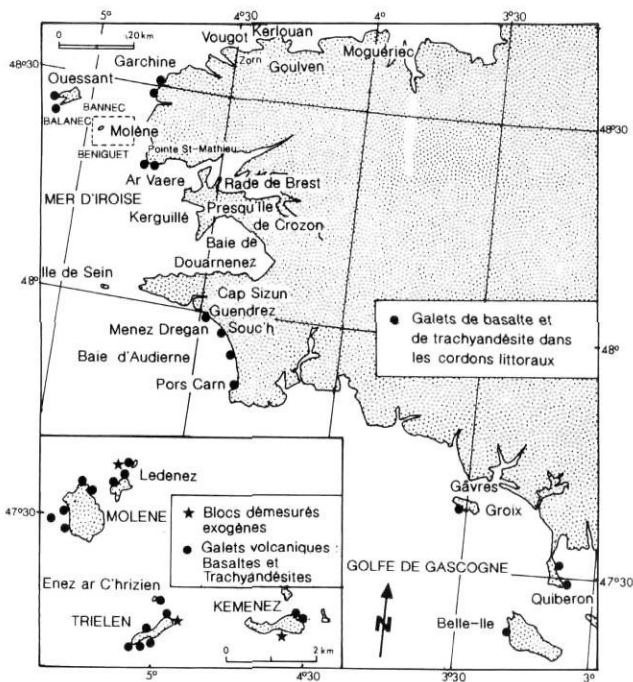 5° 4°30 4° 3°30
0 20km
Vougot
Kerlouan
Zorn
Goulven
Moguériec
Garchine
48°30
Ouessant
BANNEC
BALANEC
Molène
BENIGUET
48°30
Pointe St-Mathieu
Ar Vaere
Rade de Brest
MER D'IROISE
Kerguillé
Presqu'île
de Crozon
Baie de
Douarnenez
Ile de Sein
48°
Cap Sizun
Guendrez
Menez Dregan
Souc'h
Baie d'Audierne
Pors Carn
● Galets de basalte et
de trachyandésite dans
les cordons littoraux
48°
Ledenez
MOLENE
47°30
★ Blocs démesurés
exogènes
● Galets volcaniques :
Basaltes et
Trachyandésites
Enez ar C'hrizien
TRIELEN
KEMENEZ
0 2 km
Gâvres
Groix
GOLFE DE GASCOGNE
47°30
Quiberon
Belle-Ile
N
5° 4°30 3°30 3°